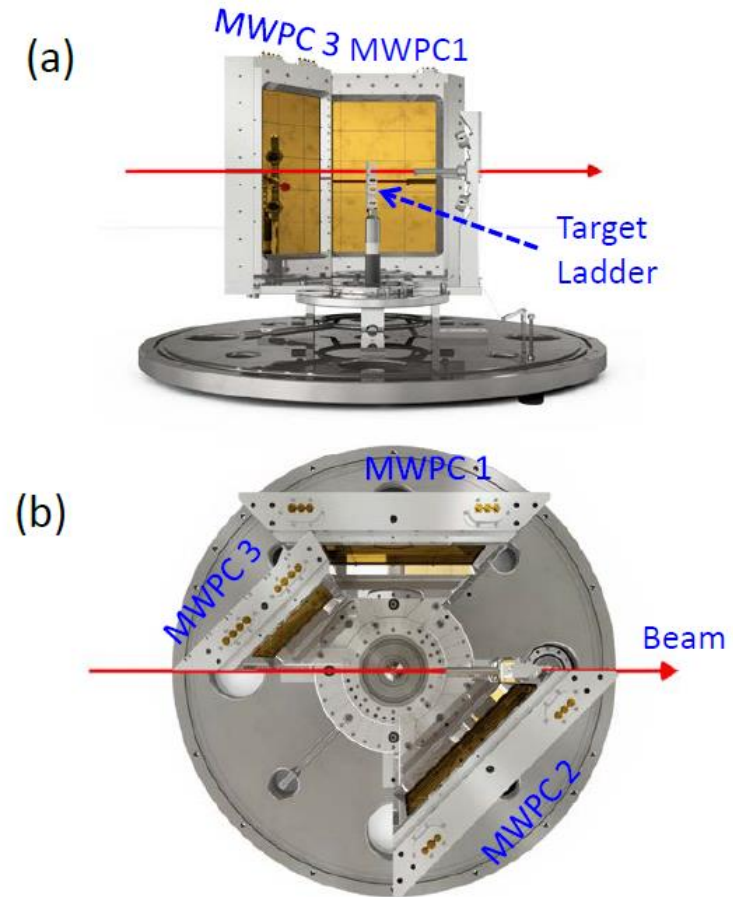 (a)
MWPC 3
MWPC1
Target
Ladder
(b)
MWPC 1
MWPC 3
Beam
MWPC 2